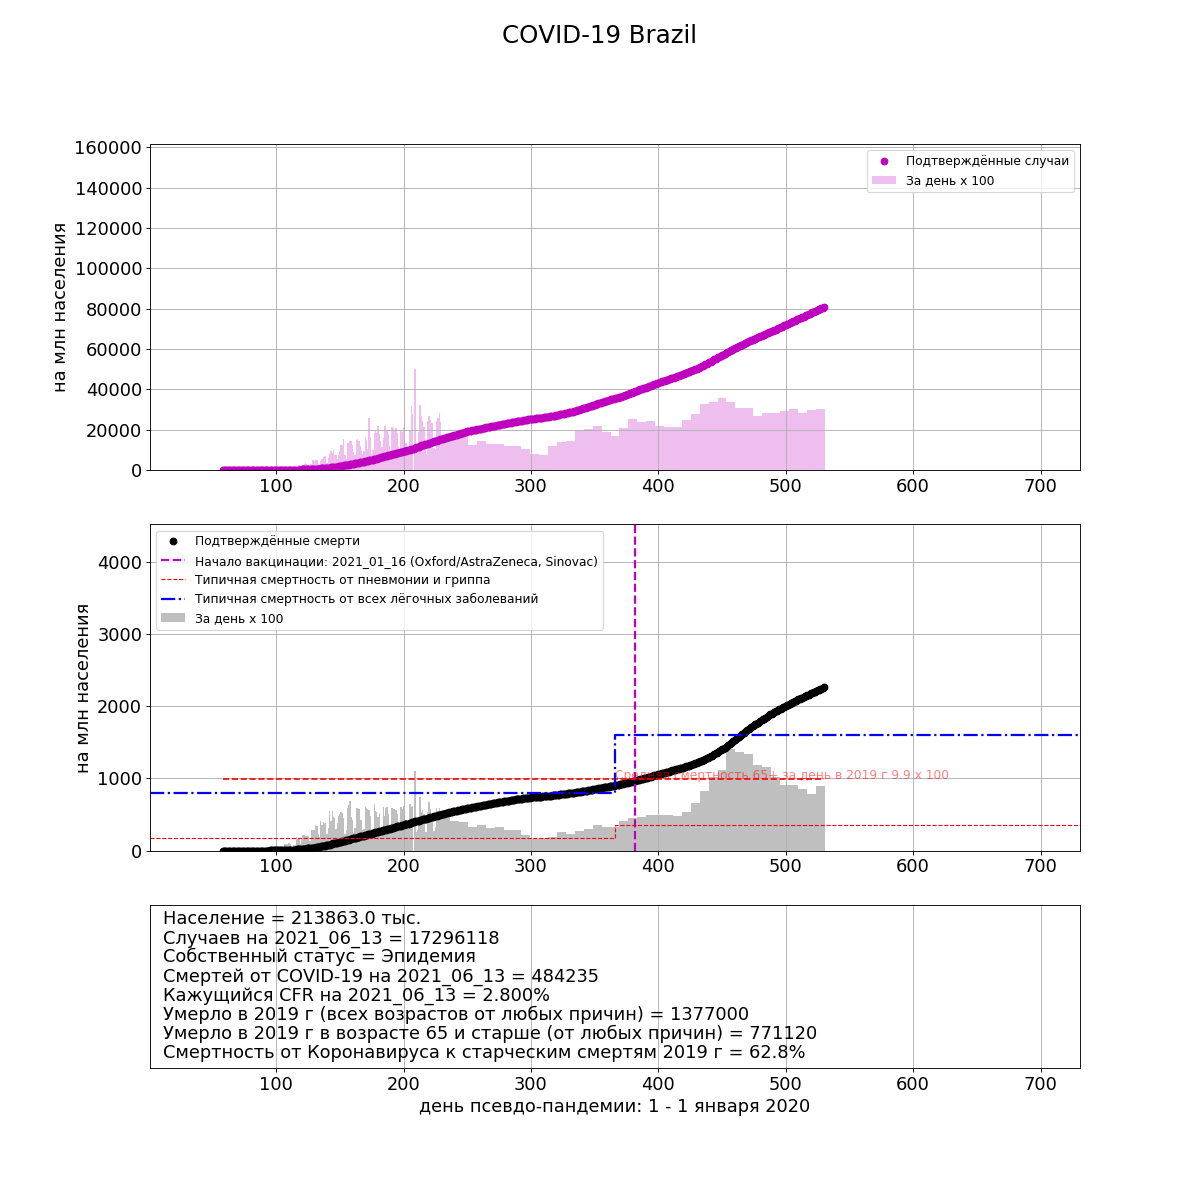 COVID-19 Brazil
160000
140000
120000
100000
80000
60000
40000
20000
0
на млн населения
Подтверждённые случаи
За день x 100
100 200 300 400 500 600 700
4000
3000
2000
1000
0
на млн населения
Подтверждённые смерти
Начало вакцинации: 2021_01_16 (Oxford/AstraZeneca, Sinovac)
Типичная смертность от пневмонии и гриппа
Типичная смертность от всех лёгочных заболеваний
За день x 100
Средняя смертность 65+ за день в 2019 г 9.9 x 100
100 200 300 400 500 600 700
Население = 213863.0 тыс.
Случаев на 2021_06_13 = 17296118
Собственный статус = Эпидемия
Смертей от COVID-19 на 2021_06_13 = 484235
Кажущийся CFR на 2021_06_13 = 2.800%
Умерло в 2019 г (всех возрастов от любых причин) = 1377000
Умерло в 2019 г в возрасте 65 и старше (от любых причин) = 771120
Смертность от Коронавируса к старческим смертям 2019 г = 62.8%
100 200 300 400 500 600 700
день псевдо-пандемии: 1 - 1 января 2020